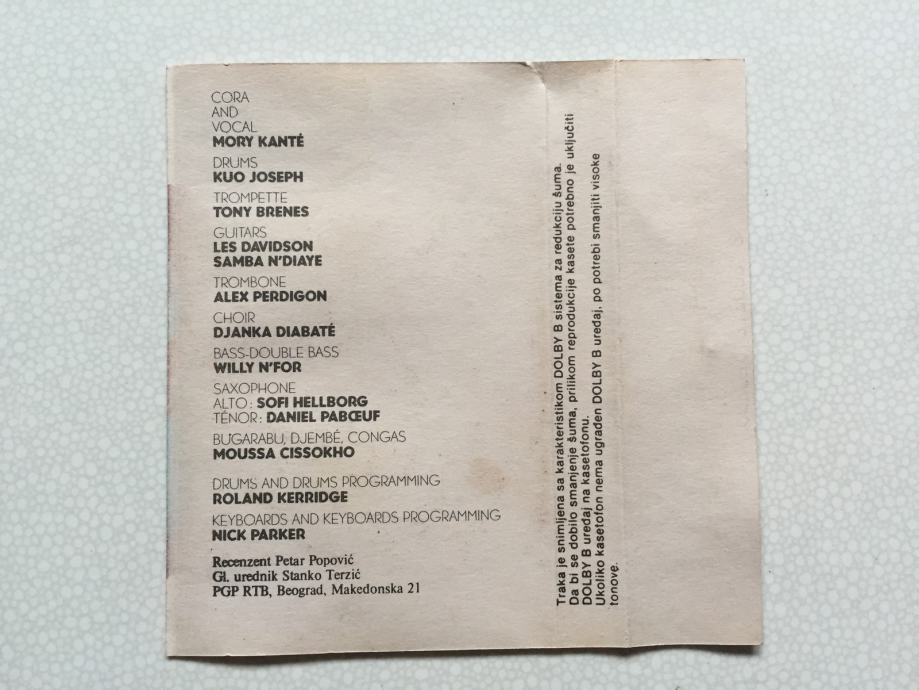 CORA
AND
VOCAL
MORY KANTÉ
DRUMS
KUO JOSEPH
TROMPETTE
TONY BRENES
GUITARS
LES DAVIDSON
SAMBA N'DIAYE
TROMBONE
ALEX PERDIGON
CHOIR
DJANKA DIABATÉ
BASS-DOUBLE BASS
WILLY N'FOR
SAXOPHONE
ALTO: SOFI HELLBORG
TÉNOR: DANIEL PABŒUF
BUGARABU, DJEMBÉ, CONGAS
MOUSSA CISSOKHO
DRUMS AND DRUMS PROGRAMMING
ROLAND KERRIDGE
KEYBOARDS AND KEYBOARDS PROGRAMMING
NICK PARKER
Recenzent Petar Popović
Gl. urednik Stanko Terzić
PGP RTB, Beograd, Makedonska 21
Traka je snimljena sa karakteristikom DOLBY B sistema za redukciju šuma.
Da bi se dobilo smanjenje šuma, prilikom reprodukcije kasete potrebno je uključiti
DOLBY B uređaj na kasetofonu.
Ukoliko kasetofon nema ugrađen DOLBY B uređaj, po potrebi smanjiti visoke
tonove.